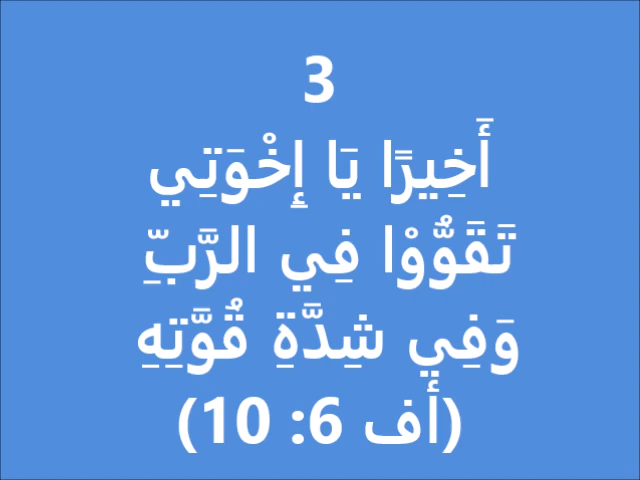 3
أَخِيرًا يَا إِخْوَتِي
تَقَوُّوْا فِي الرَّبِّ
وَفِي شِدَّةِ قُوَّتِهِ
(أف 6: 10)